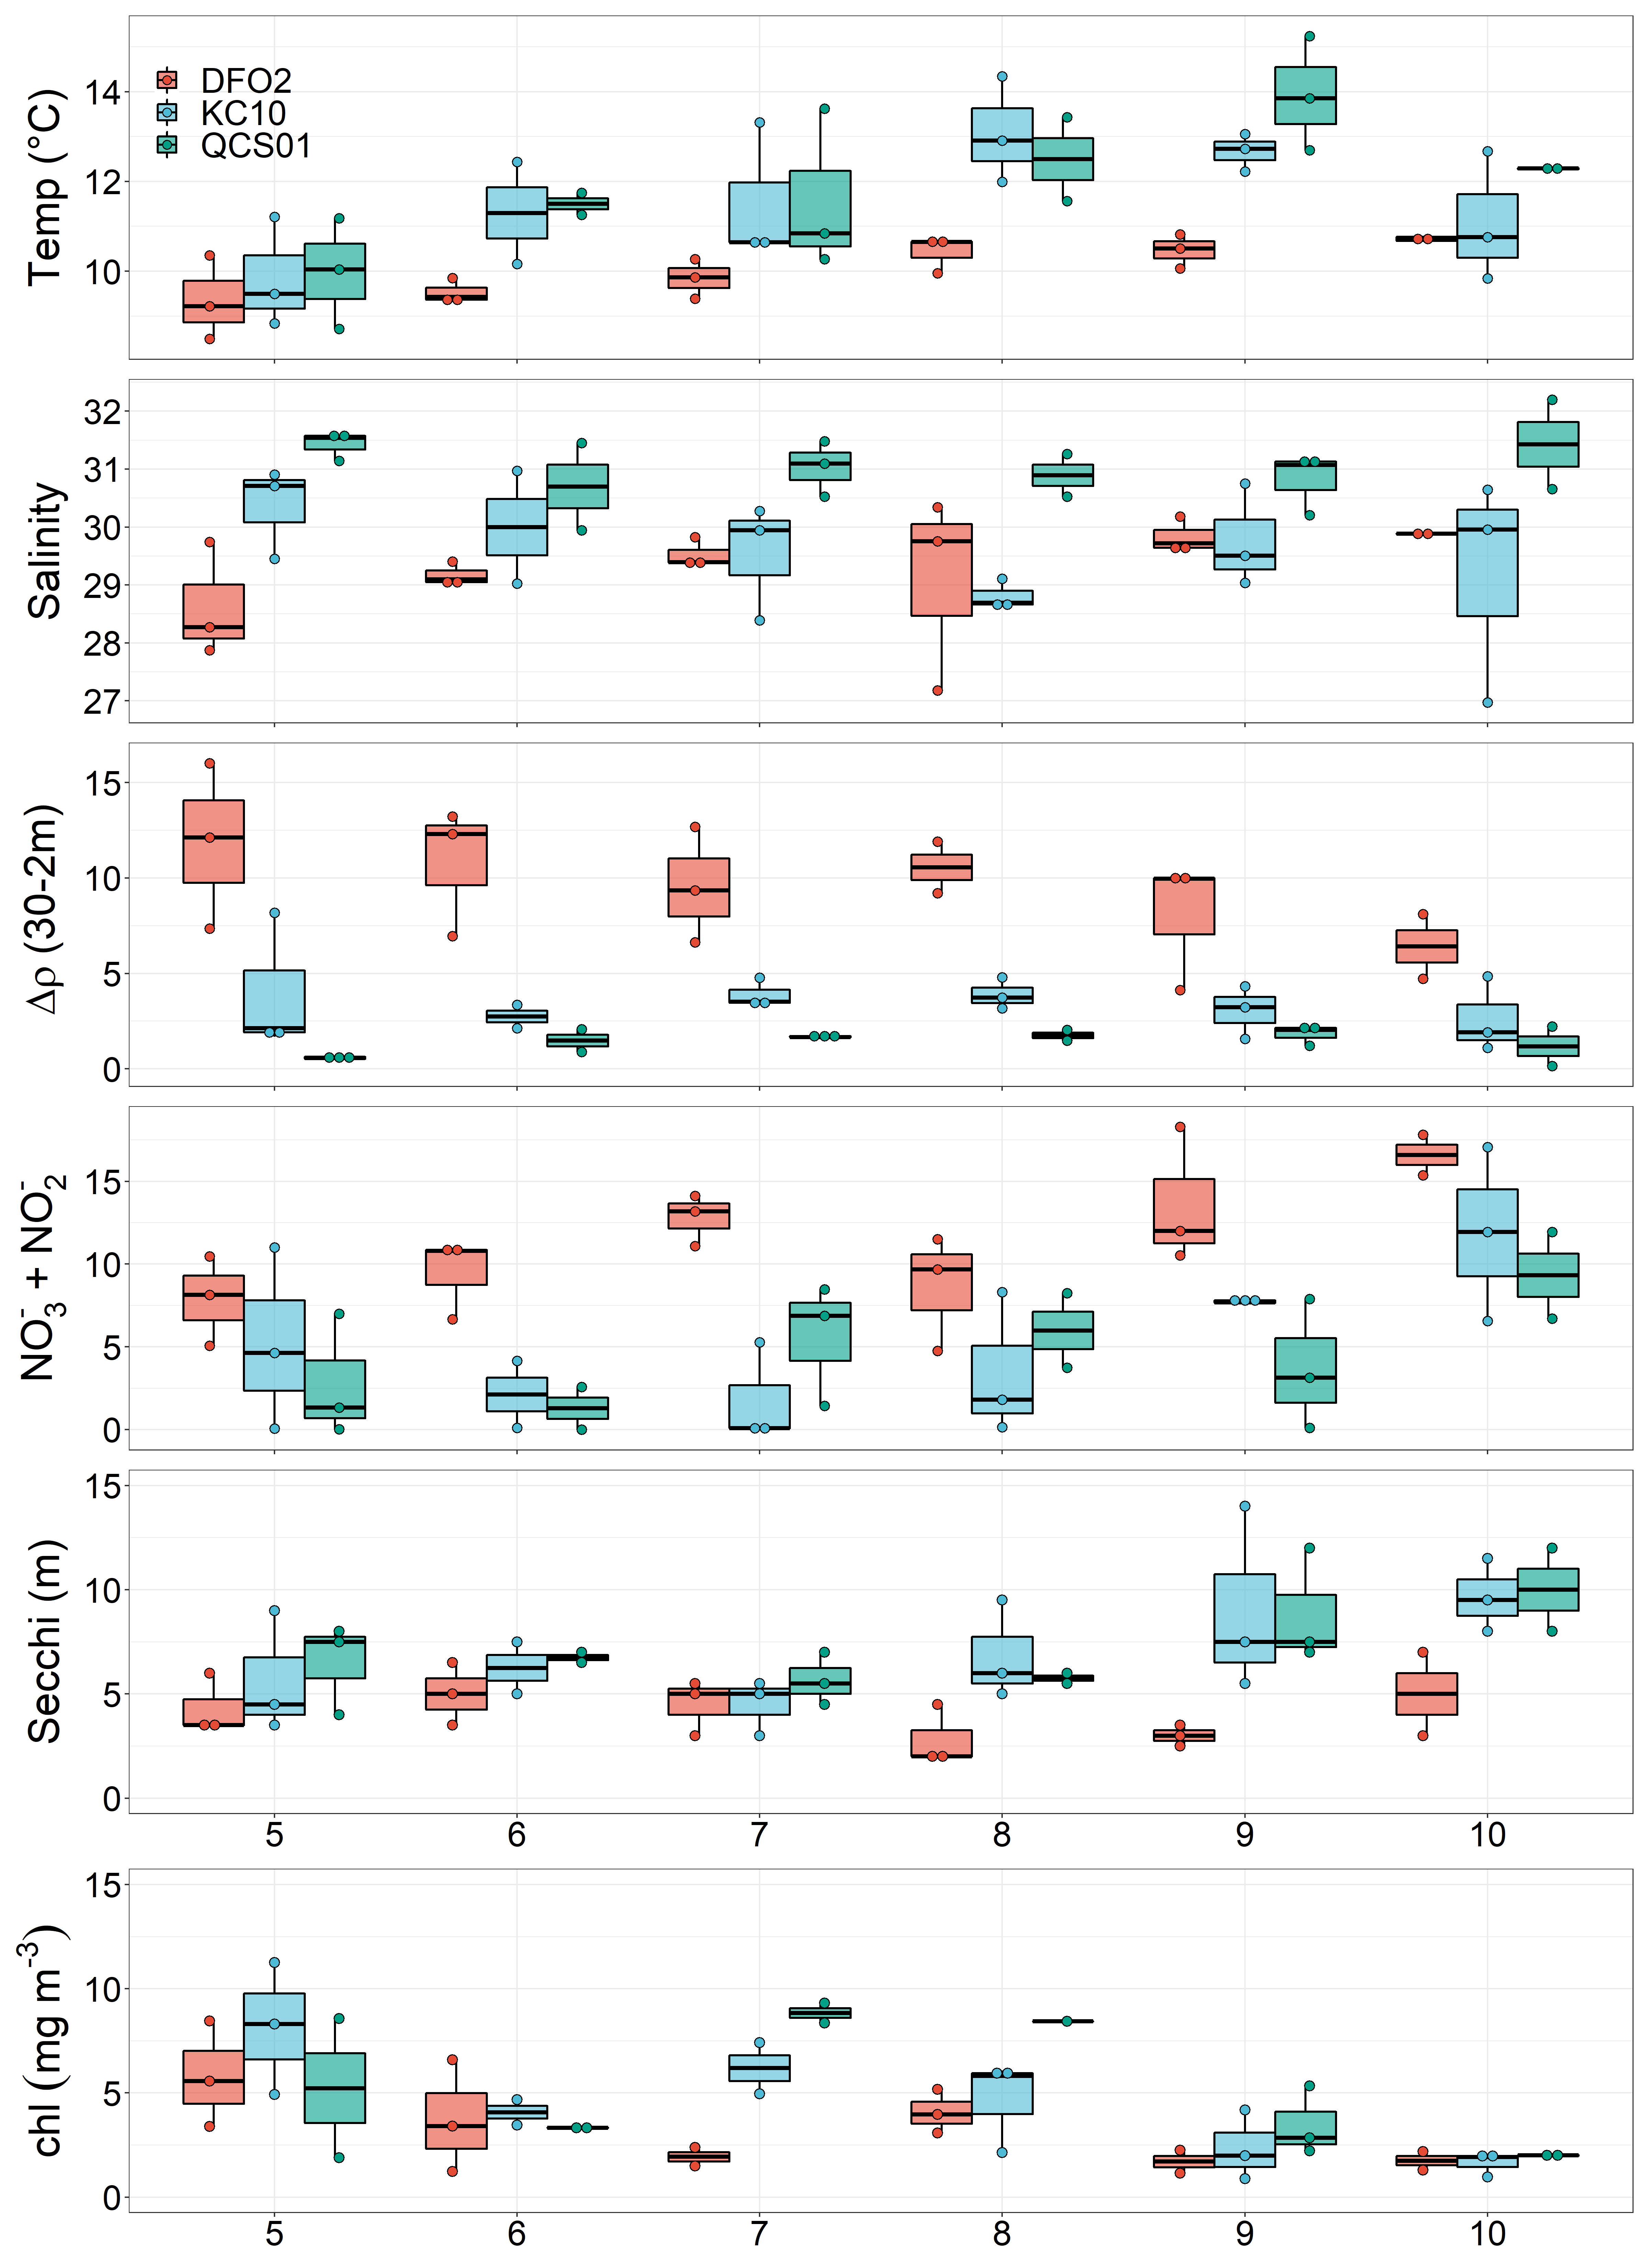 Temp (°C)
14
12
10
DFO2
KC10
QCS01
Salinity
32
31
30
29
28
27
Δρ (30-2m)
15
10
5
0
NO₃⁻ + NO₂⁻
15
10
5
0
Secchi (m)
15
10
5
0
5 6 7 8 9 10
chl (mg m⁻³)
15
10
5
0
5 6 7 8 9 10